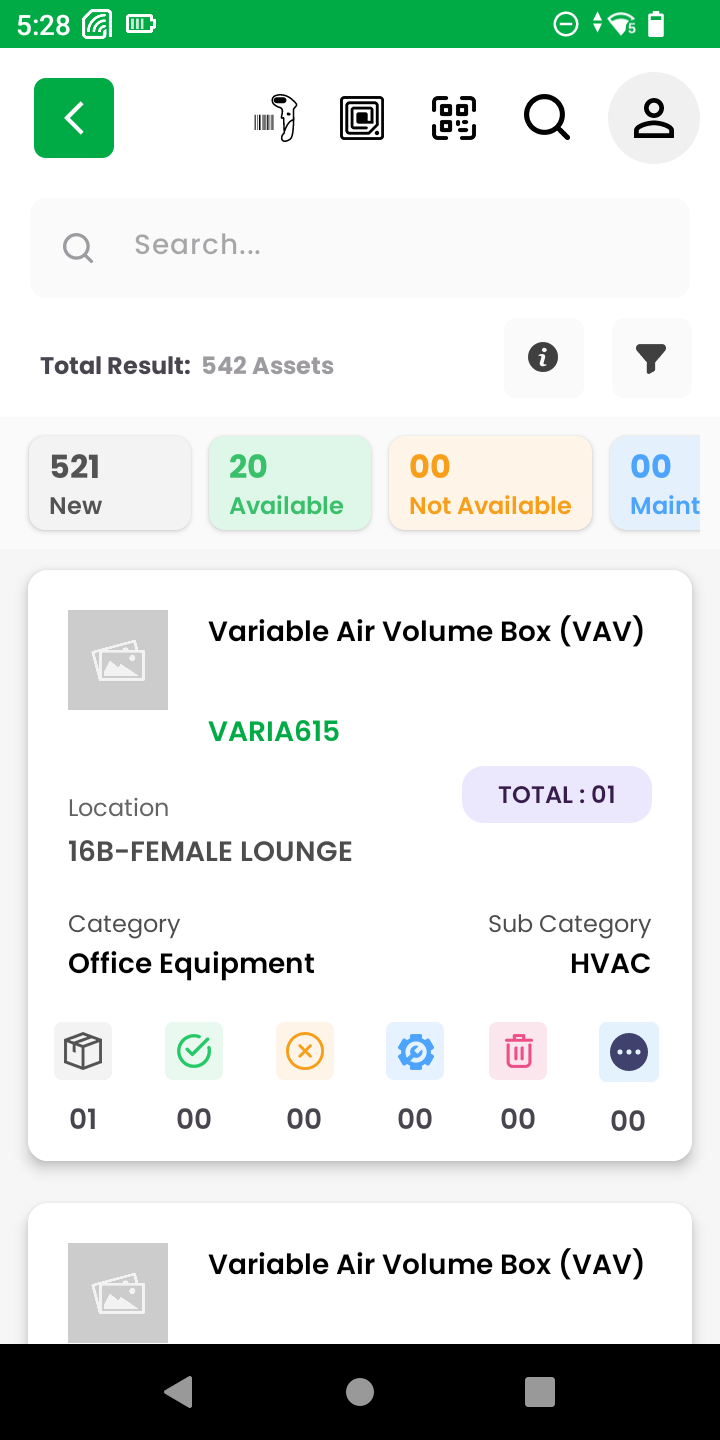 5:28
5
Search...
Total Result: 542 Assets
521
New
20
Available
00
Not Available
00
Maint
Variable Air Volume Box (VAV)
VARIA615
TOTAL : 01
Location
16B-FEMALE LOUNGE
Category
Sub Category
Office Equipment
HVAC
01 00 00 00 00 00
Variable Air Volume Box (VAV)